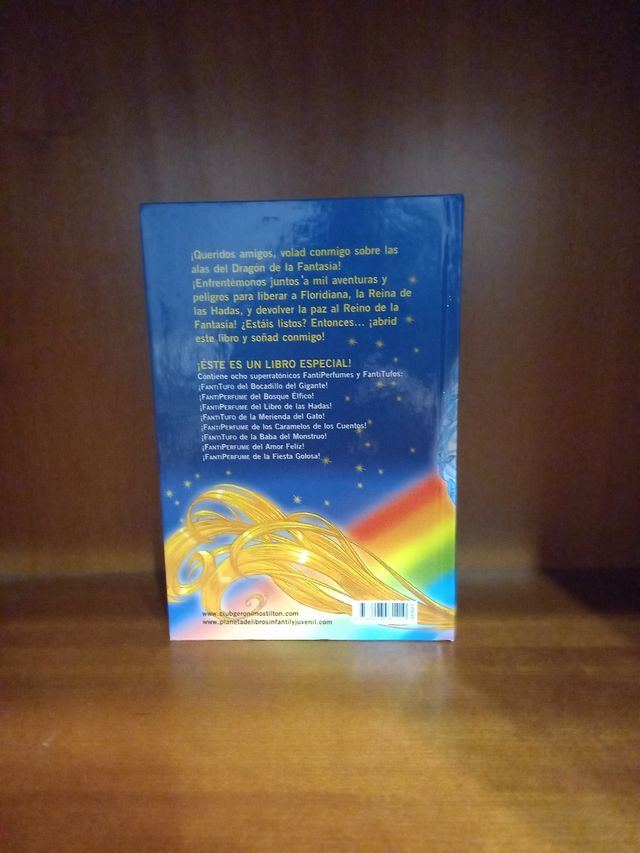 ¡Queridos amigos, volad conmigo sobre las
alas del Dragón de la Fantasía!
¡Enfrentémonos juntos a mil aventuras y
peligros para liberar a Floridiana, la Reina de
las Hadas, y devolver la paz al Reino de la
Fantasía! ¿Estáis listos? Entonces... ¡abrid
este libro y soñad conmigo!
¡ÉSTE ES UN LIBRO ESPECIAL!
Contiene ocho superratónicos FantiPerfumes y FantiTufos:
¡FANTITUFO del Bocadillo del Gigante!
¡FANTIPERFUME del Bosque Élfico!
¡FANTIPERFUME del Libro de las Hadas!
¡FANTITUFO de la Merienda del Gato!
¡FANTIPERFUME de los Caramelos de los Cuentos!
¡FANTITUFO de la Baba del Monstruo!
¡FANTIPERFUME del Amor Feliz!
¡FANTIPERFUME de la Fiesta Golosa!
www.clubgeronimostilton.com
www.planetadelibrosinfantilyjuvenil.com